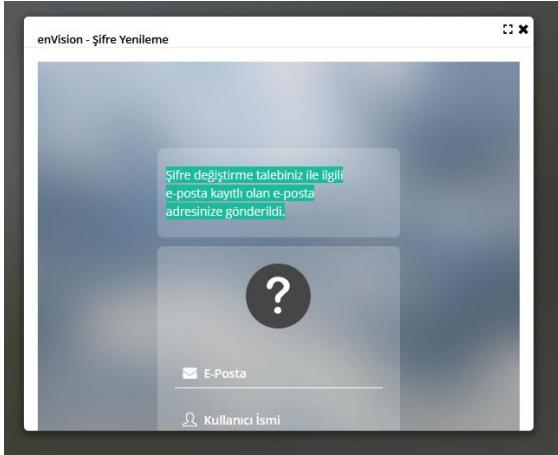 enVision - Şifre Yenileme
Şifre değiştirme talebiniz ile ilgili
e-posta kayıtlı olan e-posta
adresinize gönderildi.
?
E-Posta
Kullanıcı İsmi